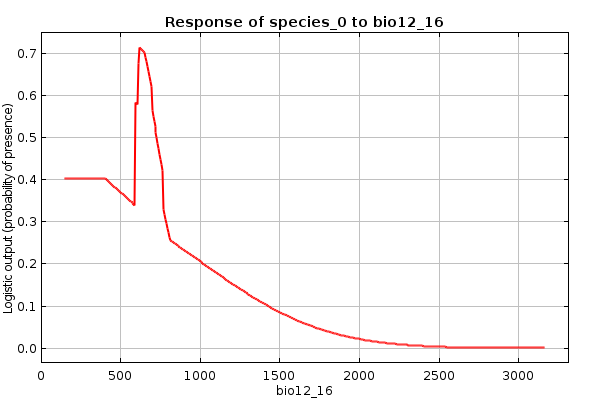 Response of species_0 to bio12_16
Logistic output (probability of presence)
0.7
0.6
0.5
0.4
0.3
0.2
0.1
0.0
0 500 1000 1500 2000 2500 3000
bio12_16